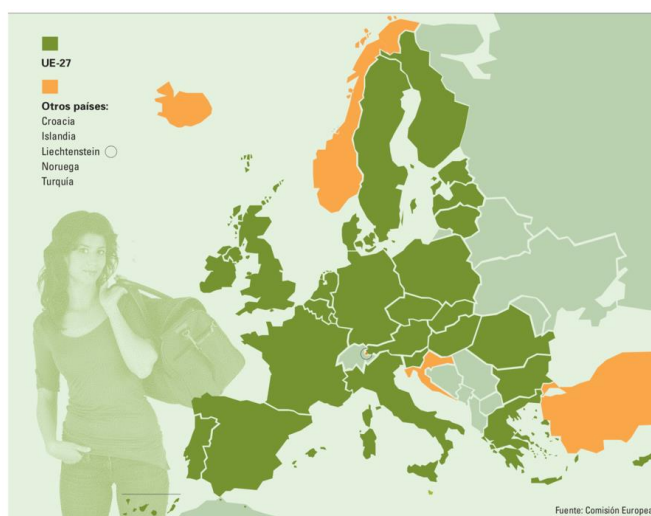 UE-27
Otros países:
Croacia
Islandia
Liechtenstein
Noruega
Turquía
Fuente: Comisión Europea